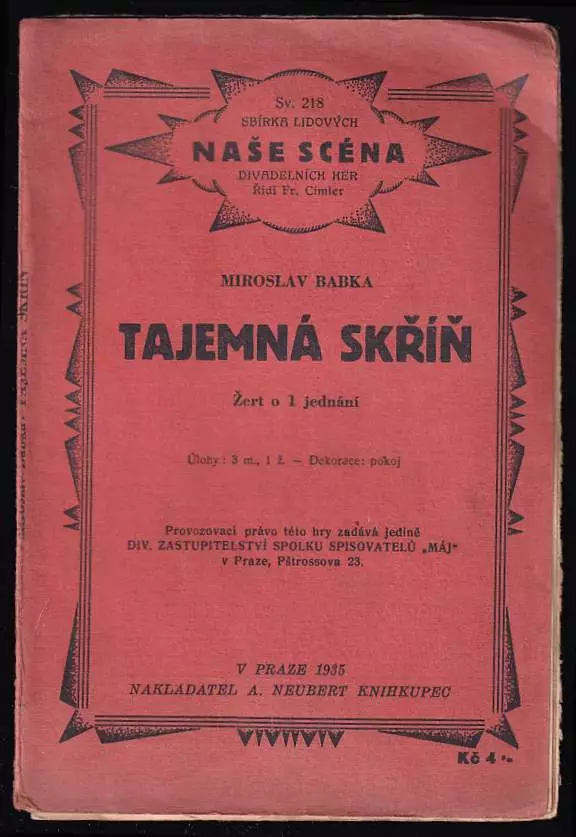 Sv. 218
SBÍRKA LIDOVÝCH
NAŠE SCÉNA
DIVADELNÍCH HER
Řídí Fr. Cimler
MIROSLAV BABKA
TAJEMNÁ SKŘÍŇ
Žert o 1 jednání
Úlohy: 3 m., 1 ž. — Dekorace: pokoj
Provozovací právo této hry zadává jedině
DIV. ZASTUPITELSTVÍ SPOLKU SPISOVATELŮ „MÁJ"
v Praze, Pštrossova 23.
V PRAZE 1935
NAKLADATEL A. NEUBERT KNIHKUPEC
Kč 4·-
TAJEMNÁ SKŘÍŇ